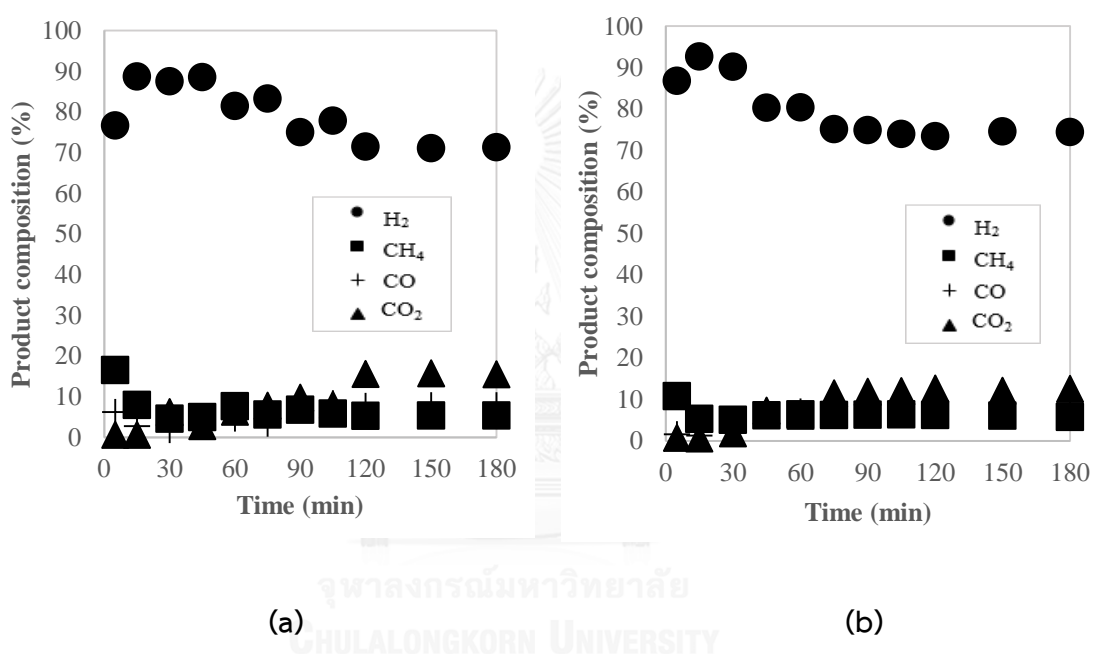 100
90
80
70
60
50
40
30
20
10
0
Product composition (%)
H₂
CH₄
CO
CO₂
0 30 60 90 120 150 180
Time (min)
(a)
100
90
80
70
60
50
40
30
20
10
0
Product composition (%)
H₂
CH₄
CO
CO₂
0 30 60 90 120 150 180
Time (min)
(b)
จุฬาลงกรณ์มหาวิทยาลัย
CHULALONGKORN UNIVERSITY